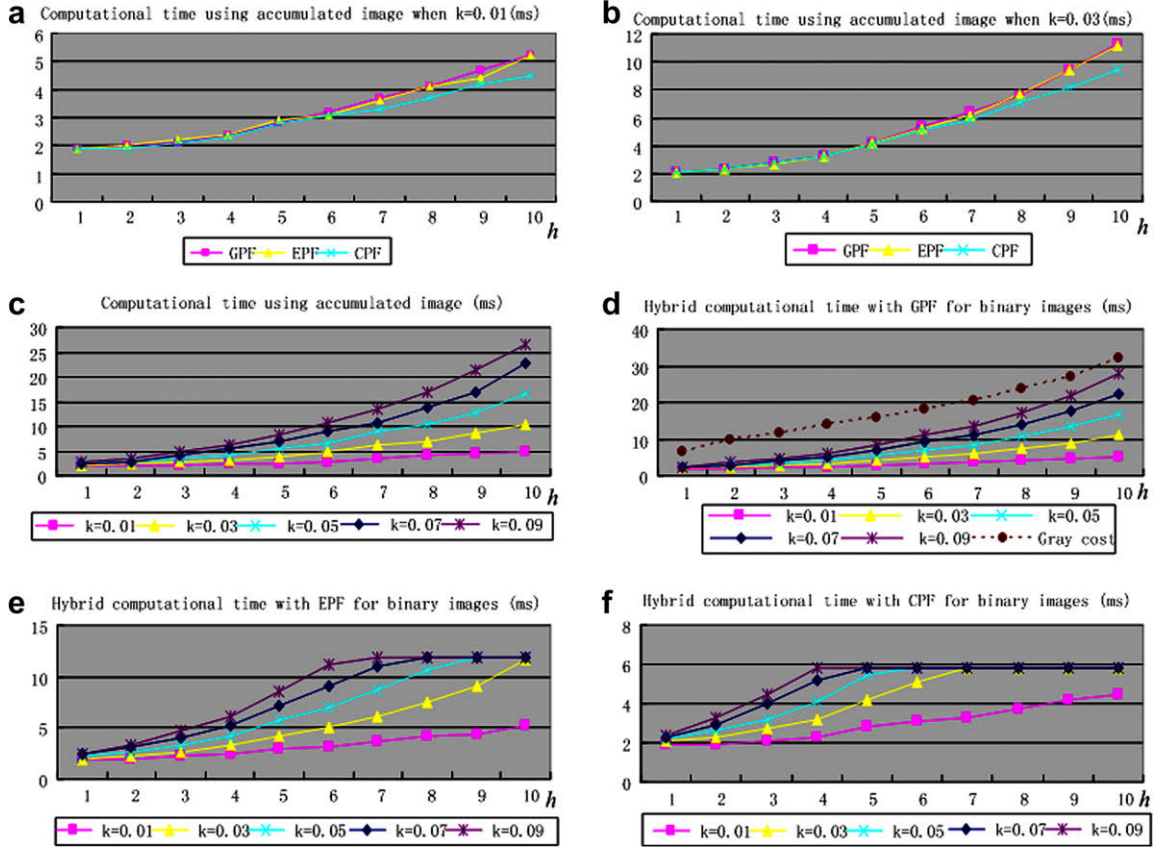 a Computational time using accumulated image when k=0.01(ms)
6
5
4
3
2
1
0
1 2 3 4 5 6 7 8 9 10
h
GPF EPF CPF
b Computational time using accumulated image when k=0.03(ms)
12
10
8
6
4
2
0
1 2 3 4 5 6 7 8 9 10
h
GPF EPF CPF
c Computational time using accumulated image (ms)
30
25
20
15
10
5
0
1 2 3 4 5 6 7 8 9 10
h
k=0.01 k=0.03 k=0.05 k=0.07 k=0.09
d Hybrid computational time with GPF for binary images (ms)
40
30
20
10
0
1 2 3 4 5 6 7 8 9 10
h
k=0.01 k=0.03 k=0.05
k=0.07 k=0.09 Gray cost
e Hybrid computational time with EPF for binary images (ms)
15
10
5
0
1 2 3 4 5 6 7 8 9 10
h
k=0.01 k=0.03 k=0.05 k=0.07 k=0.09
f Hybrid computational time with CPF for binary images (ms)
8
6
4
2
0
1 2 3 4 5 6 7 8 9 10
h
k=0.01 k=0.03 k=0.05 k=0.07 k=0.09